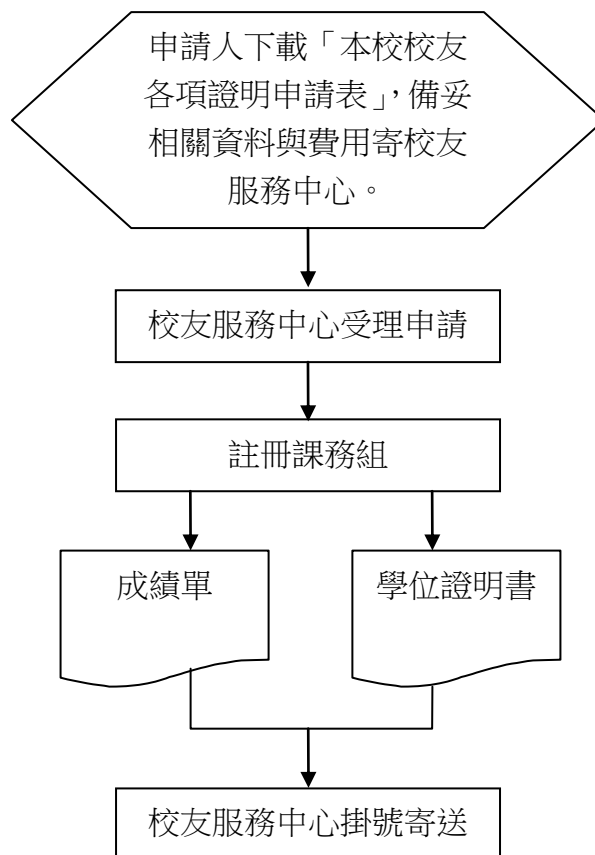 申請人下載「本校校友
各項證明申請表」,備妥
相關資料與費用寄校友
服務中心。
校友服務中心受理申請
註冊課務組
成績單
學位證明書
校友服務中心掛號寄送